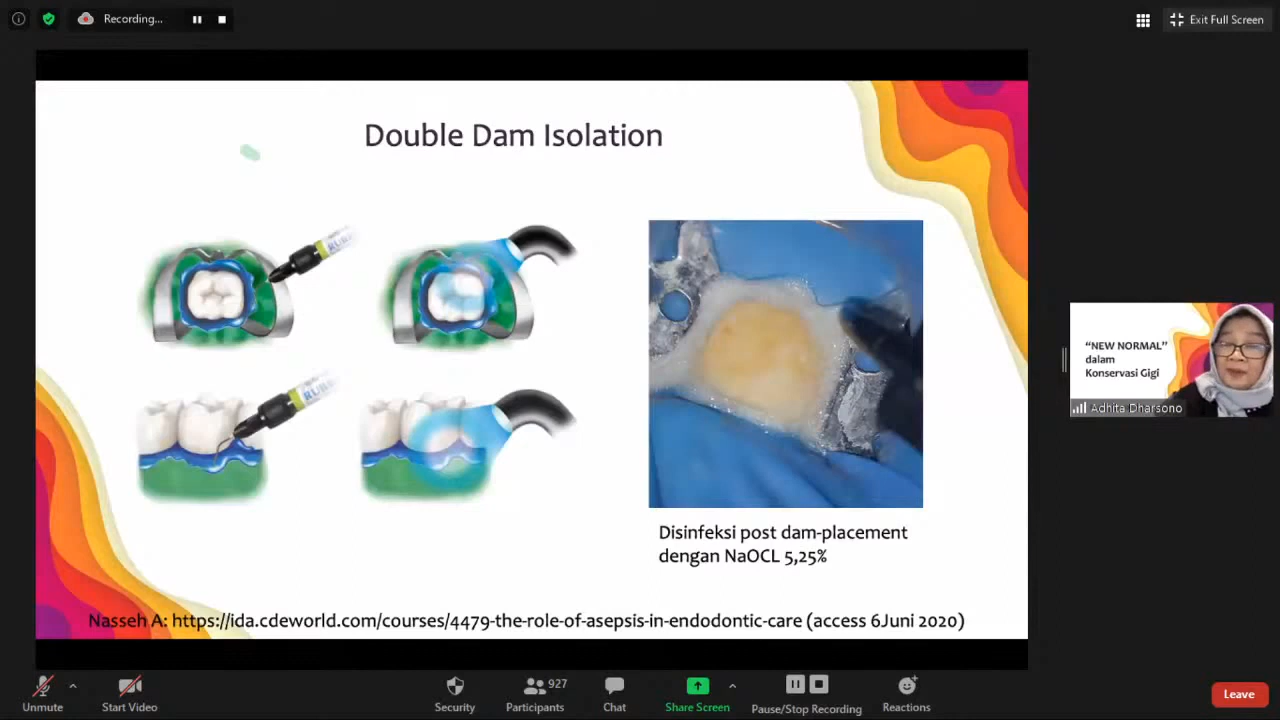 Recording...
Exit Full Screen
Double Dam Isolation
Disinfeksi post dam-placement
dengan NaOCL 5,25%
Nasseh A: https://ida.cdeworld.com/courses/4479-the-role-of-asepsis-in-endodontic-care (access 6Juni 2020)
“NEW NORMAL”
dalam
Konservasi Gigi
Adhita Dharsono
Unmute
Start Video
Security
Participants
927
Chat
Share Screen
Pause/Stop Recording
Reactions
Leave